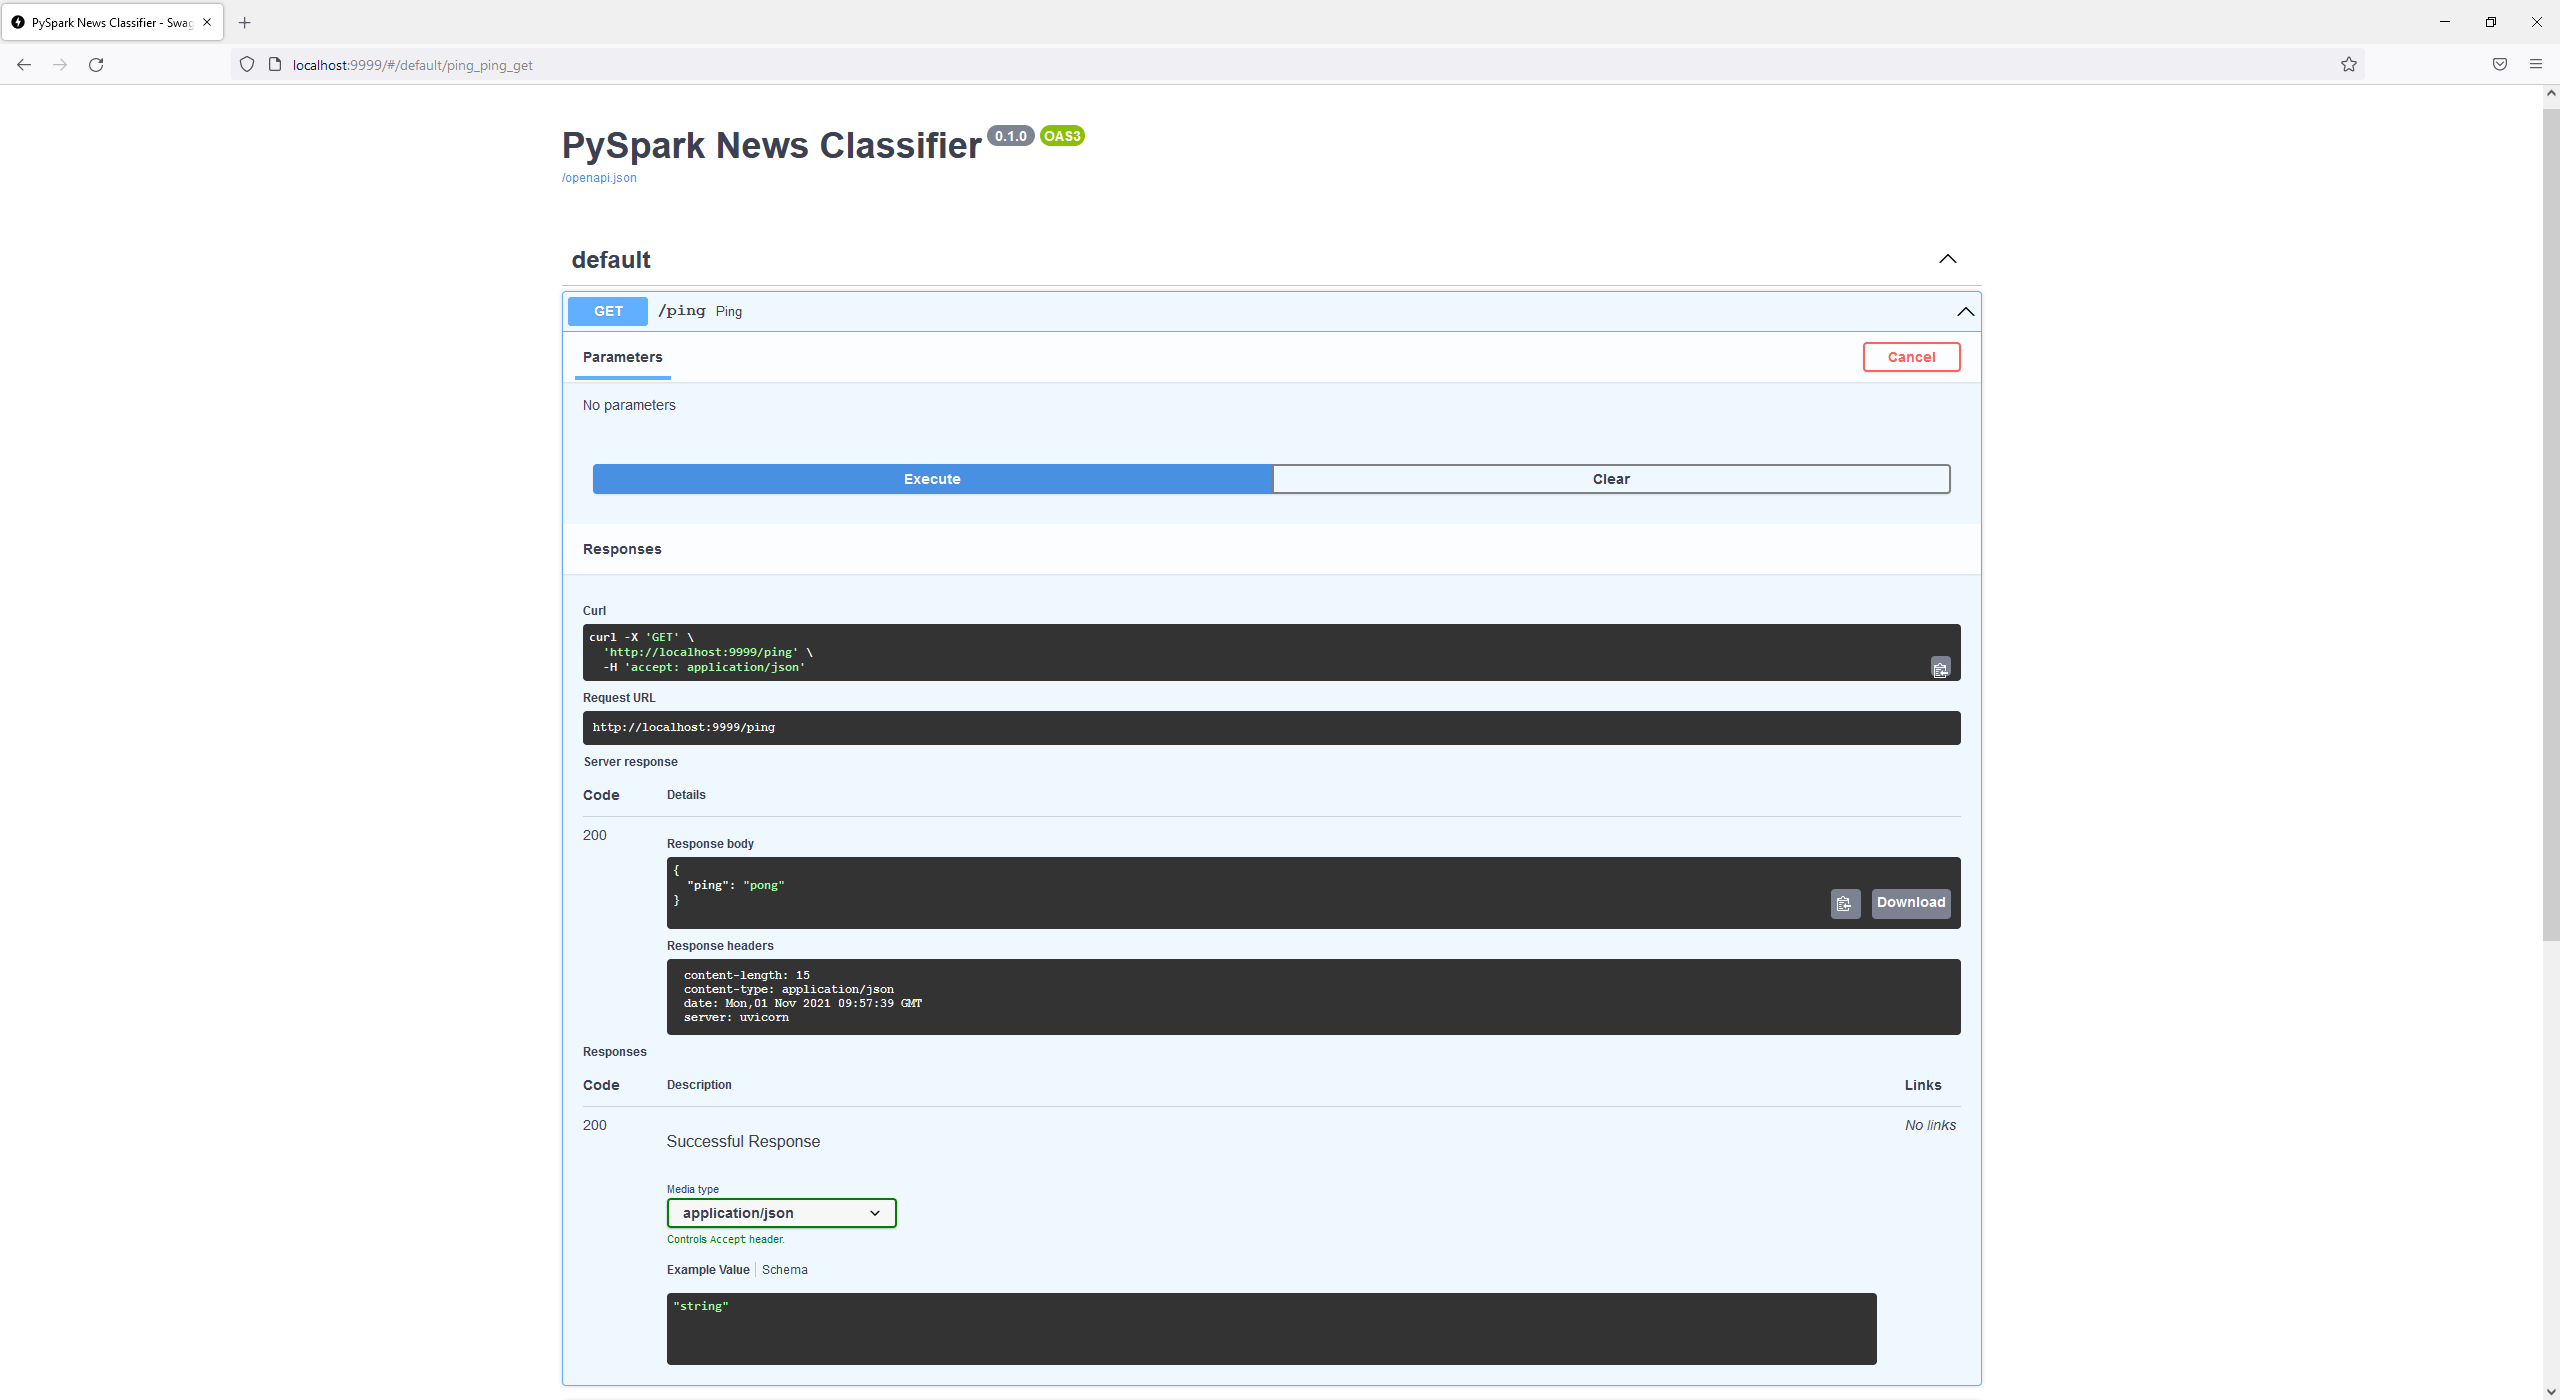 PySpark News Classifier - Swag
localhost:9999/#/default/ping_ping_get
PySpark News Classifier 0.1.0 OAS3
/openapi.json
default
GET /ping Ping
Parameters Cancel
No parameters
Execute Clear
Responses
Curl
curl -X 'GET' \
  'http://localhost:9999/ping' \
  -H 'accept: application/json'
Request URL
http://localhost:9999/ping
Server response
Code Details
200
Response body
{
  "ping": "pong"
}
Download
Response headers
content-length: 15
content-type: application/json
date: Mon,01 Nov 2021 09:57:39 GMT
server: uvicorn
Responses
Code Description Links
200 No links
Successful Response
Media type
application/json
Controls Accept header.
Example Value Schema
"string"